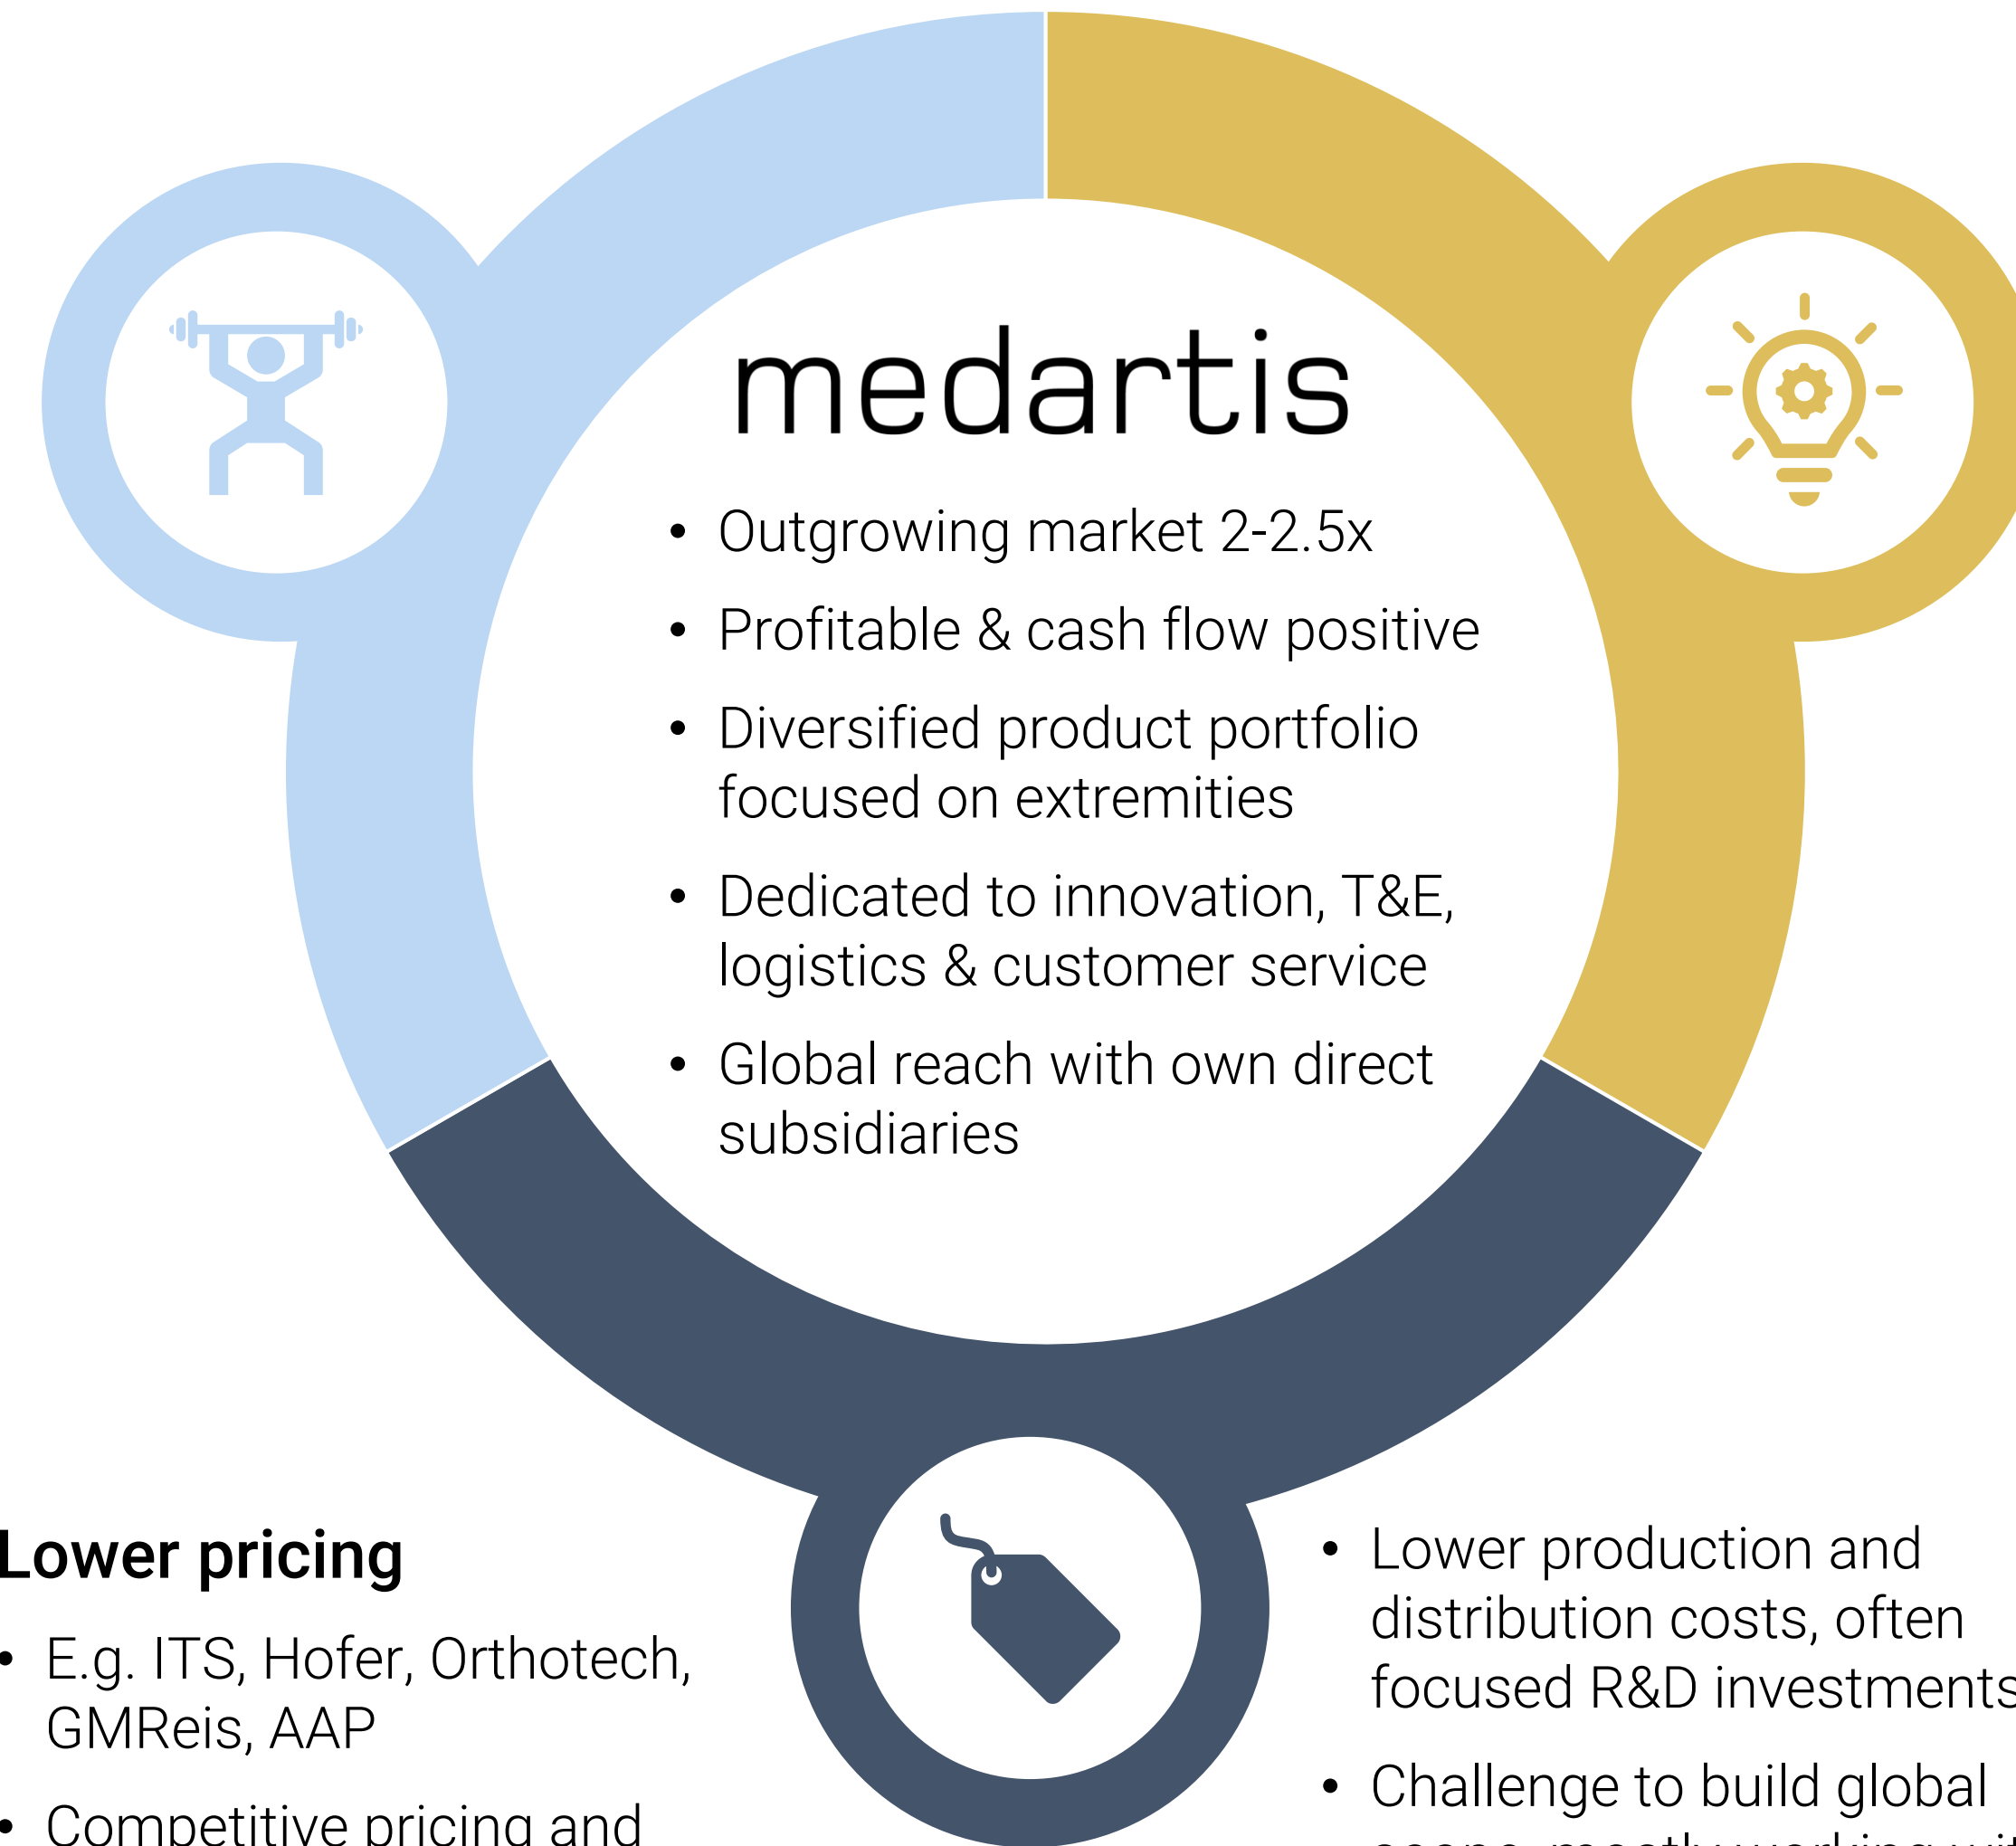 medartis
• Outgrowing market 2-2.5x
• Profitable & cash flow positive
• Diversified product portfolio
focused on extremities
• Dedicated to innovation, T&E,
logistics & customer service
• Global reach with own direct
subsidiaries
Lower pricing
• E.g. ITS, Hofer, Orthotech,
GMReis, AAP
• Competitive pricing and
• Lower production and
distribution costs, often
focused R&D investments
• Challenge to build global